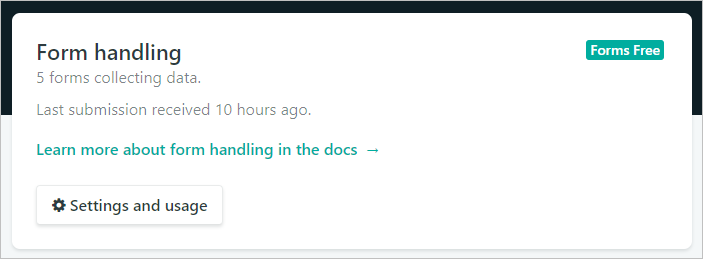 Form handling
Forms Free
5 forms collecting data.
Last submission received 10 hours ago.
Learn more about form handling in the docs →
Settings and usage